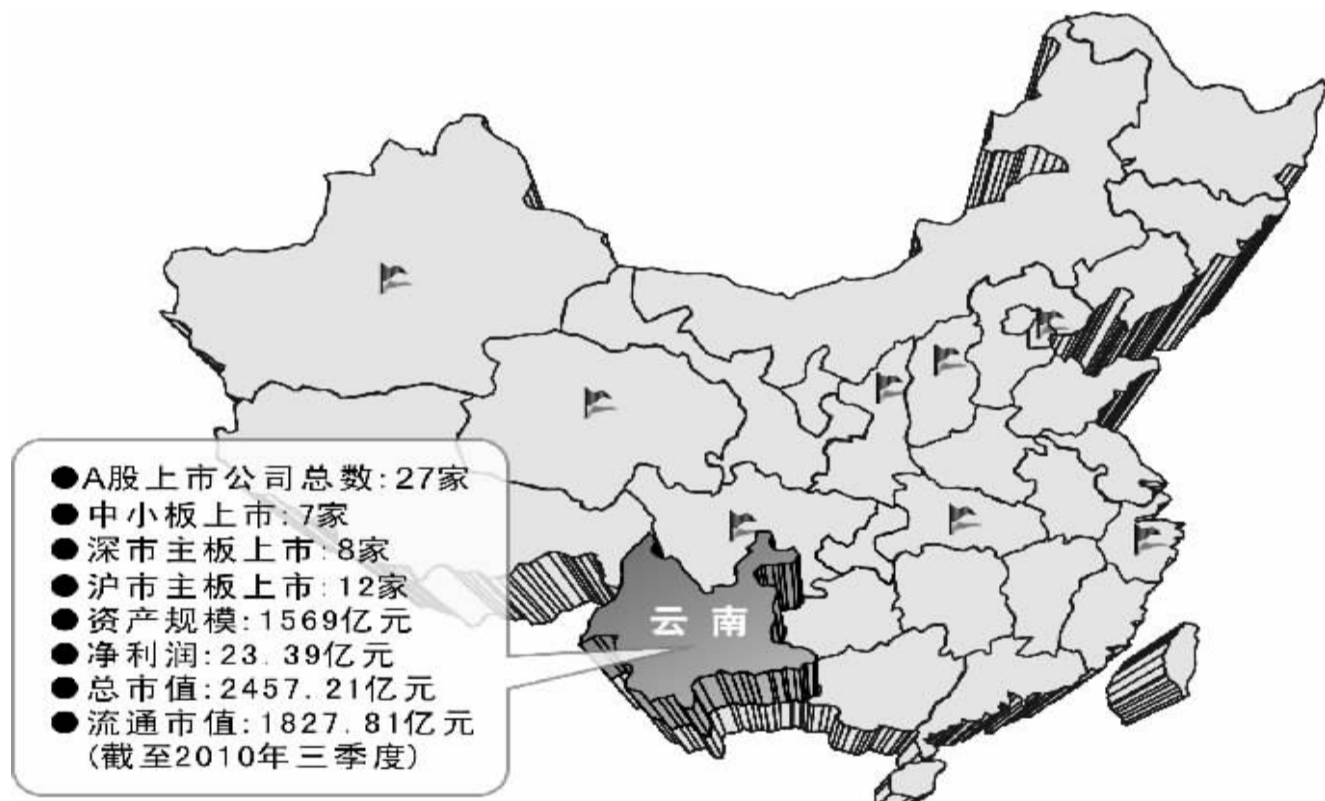 ●A股上市公司总数:27家
●中小板上市:7家
●深市主板上市:8家
●沪市主板上市:12家
●资产规模:1569亿元
●净利润:23.39亿元
●总市值:2457.21亿元
●流通市值:1827.81亿元
(截至2010年三季度)
云南